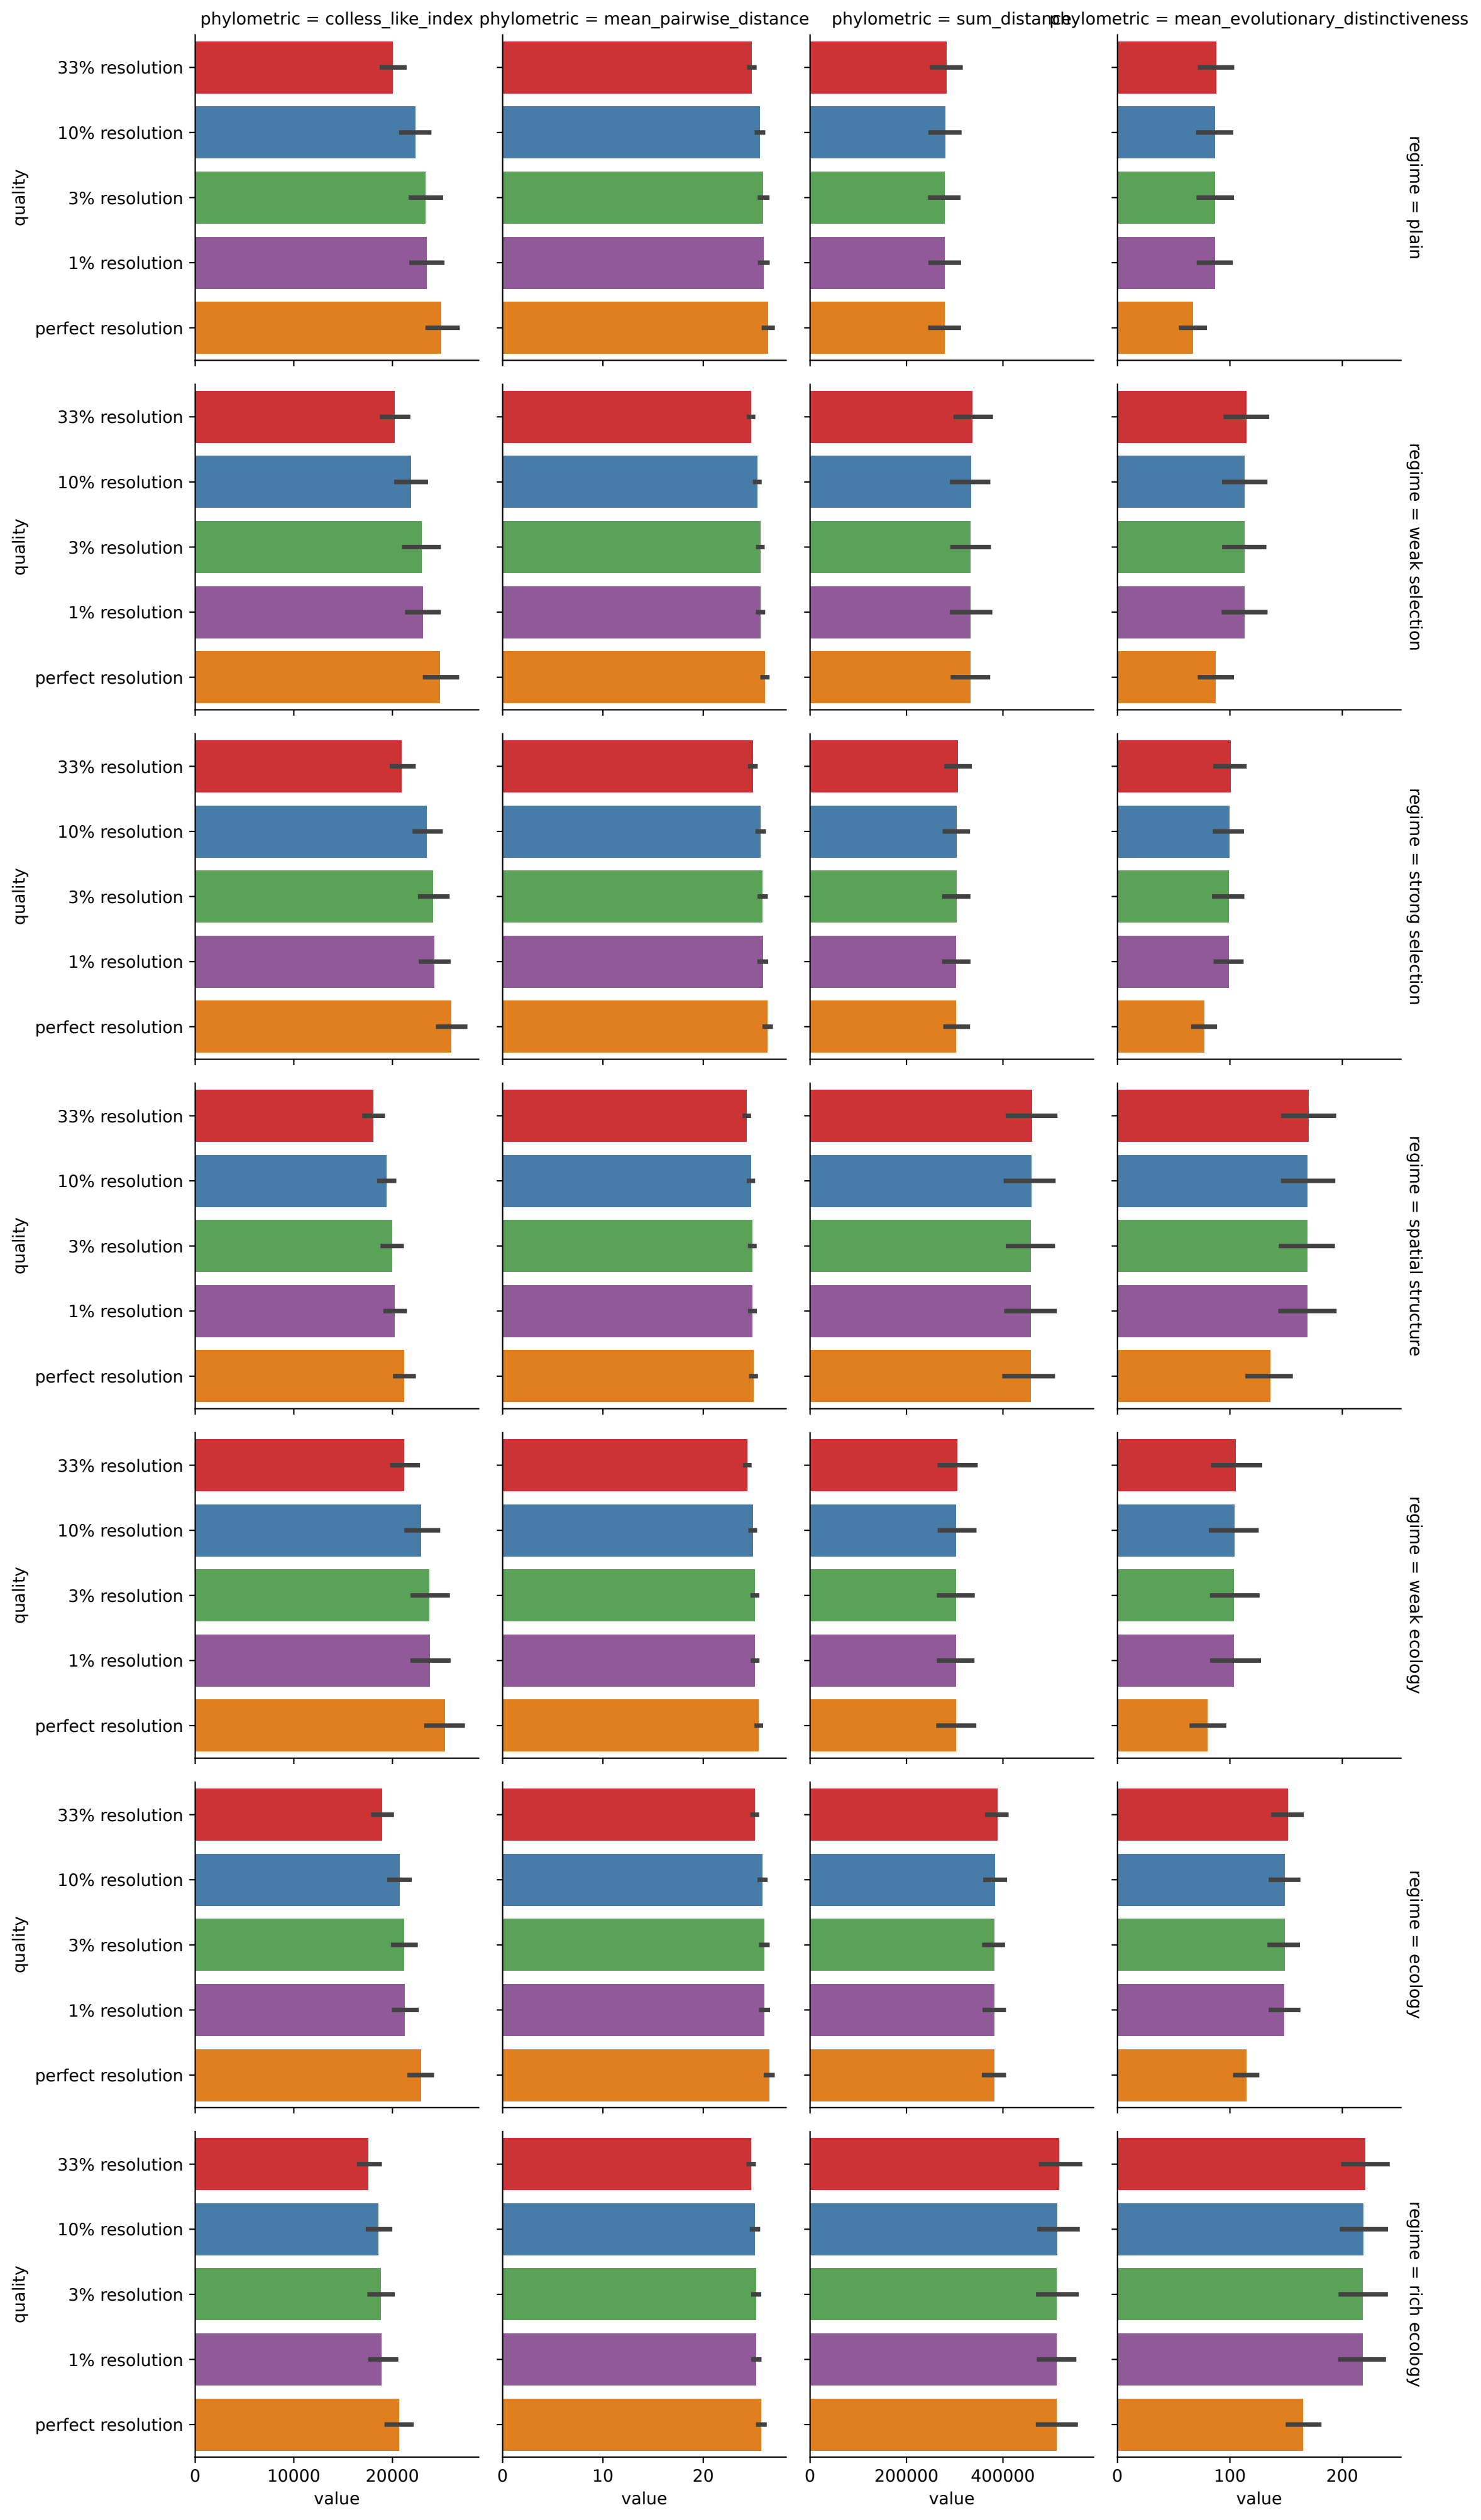 phylometric = colless_like_index
phylometric = mean_pairwise_distance
phylometric = sum_distance
phylometric = mean_evolutionary_distinctiveness
33% resolution
10% resolution
3% resolution
1% resolution
perfect resolution
quality
regime = plain
33% resolution
10% resolution
3% resolution
1% resolution
perfect resolution
quality
regime = weak selection
33% resolution
10% resolution
3% resolution
1% resolution
perfect resolution
quality
regime = strong selection
33% resolution
10% resolution
3% resolution
1% resolution
perfect resolution
quality
regime = spatial structure
33% resolution
10% resolution
3% resolution
1% resolution
perfect resolution
quality
regime = weak ecology
33% resolution
10% resolution
3% resolution
1% resolution
perfect resolution
quality
regime = ecology
33% resolution
10% resolution
3% resolution
1% resolution
perfect resolution
quality
regime = rich ecology
0 10000 20000
value
0 10 20
value
0 200000 400000
value
0 100 200
value